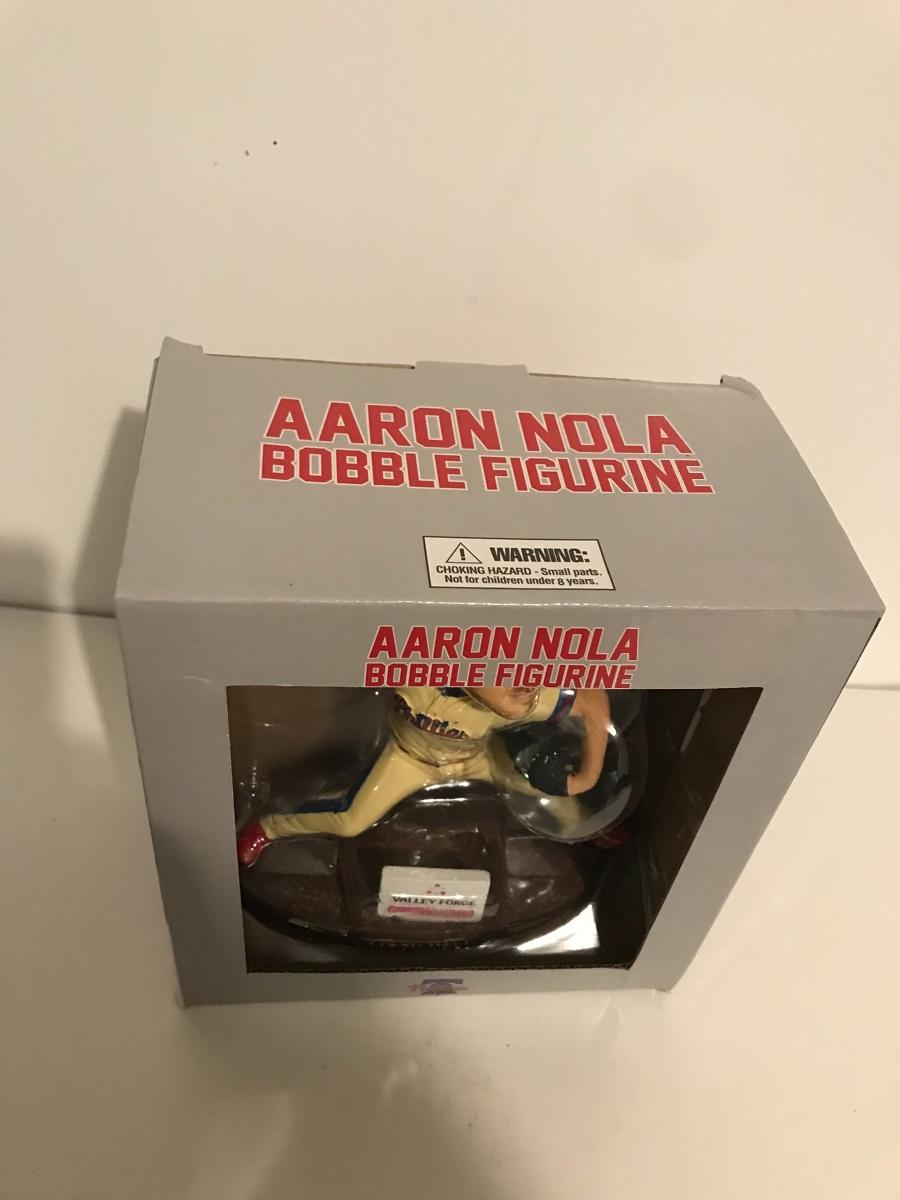 AARON NOLA
BOBBLE FIGURINE
WARNING:
CHOKING HAZARD - Small parts.
Not for children under 8 years.
AARON NOLA
BOBBLE FIGURINE
Phillies
VALLEY FORGE